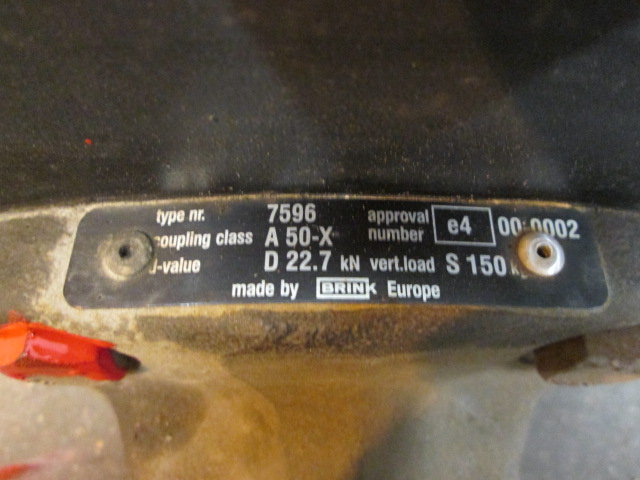 type nr. 7596 approval number e4 00-0002
coupling class A 50-X
-value D 22.7 kN vert.load S 150
made by BRINK Europe